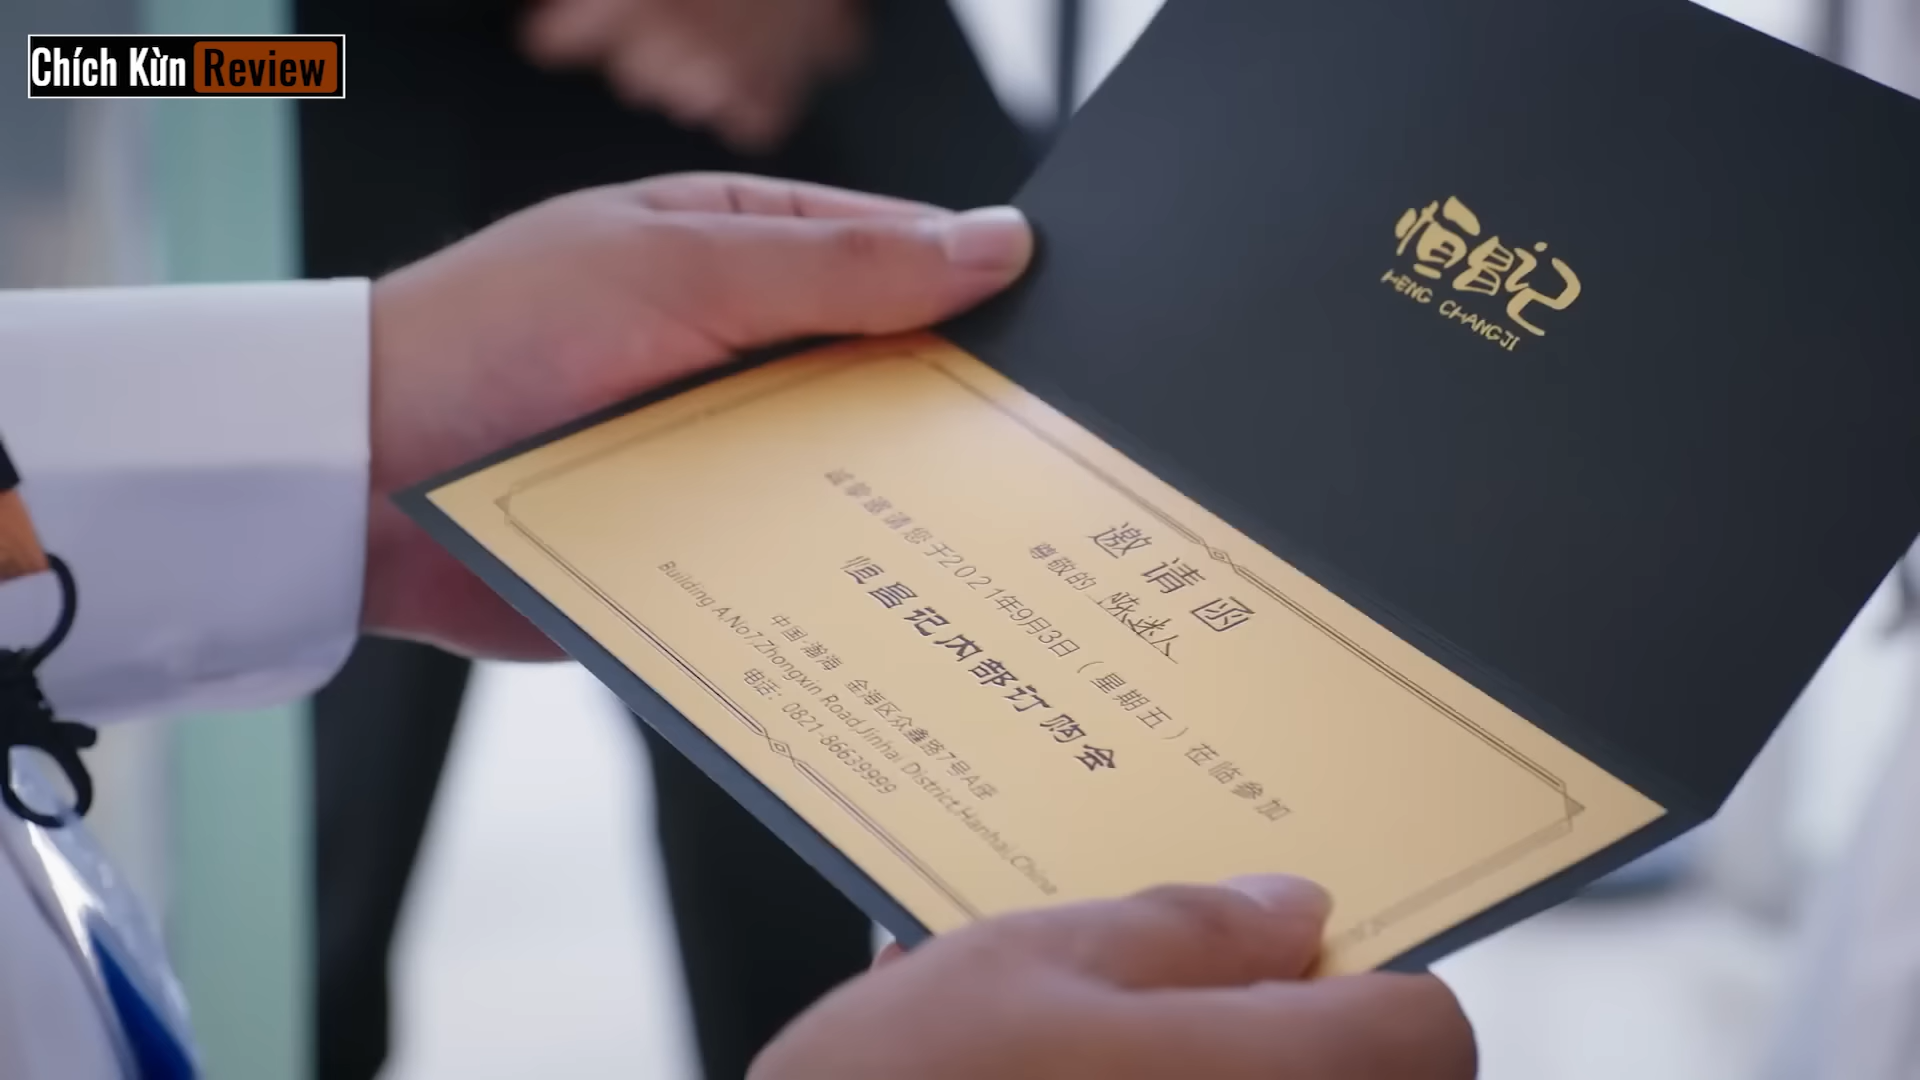 Chích Kừn Review
恒昌记
HENG CHANGJI
邀请函
尊敬的 陈迷人
诚挚邀请您于2021年9月3日（星期五）莅临参加
恒昌记内部订购会
中国·瀚海 金海区众鑫路7号A座
Building A,No7,Zhongxin Road,Jinhai District,Hanhai,China
电话：0821-86639999